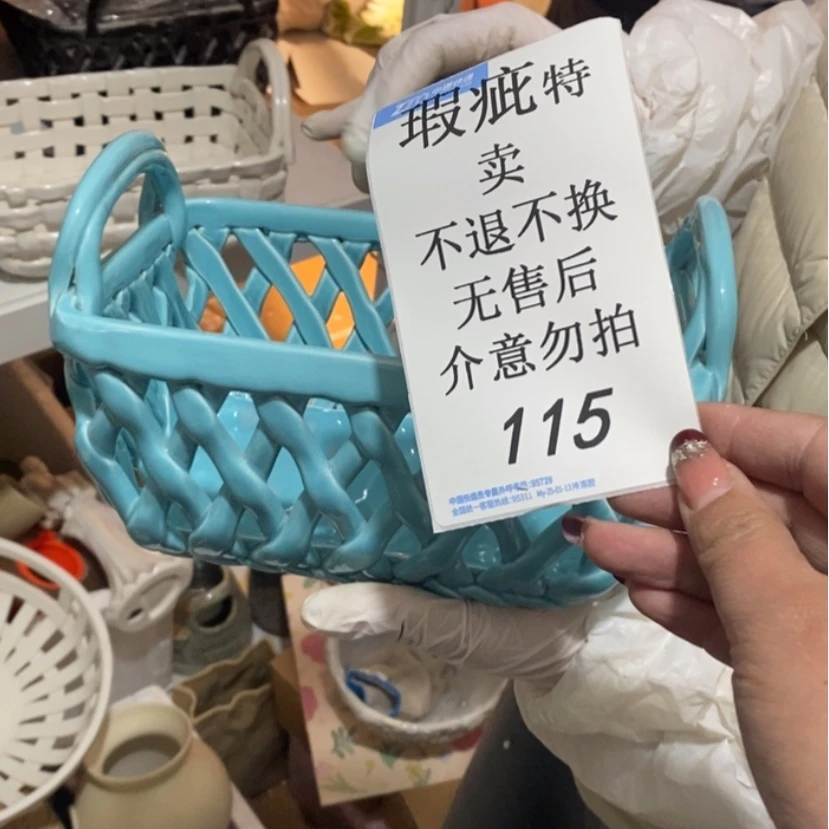 瑕疵特
卖
不退不换
无售后
介意勿拍
115